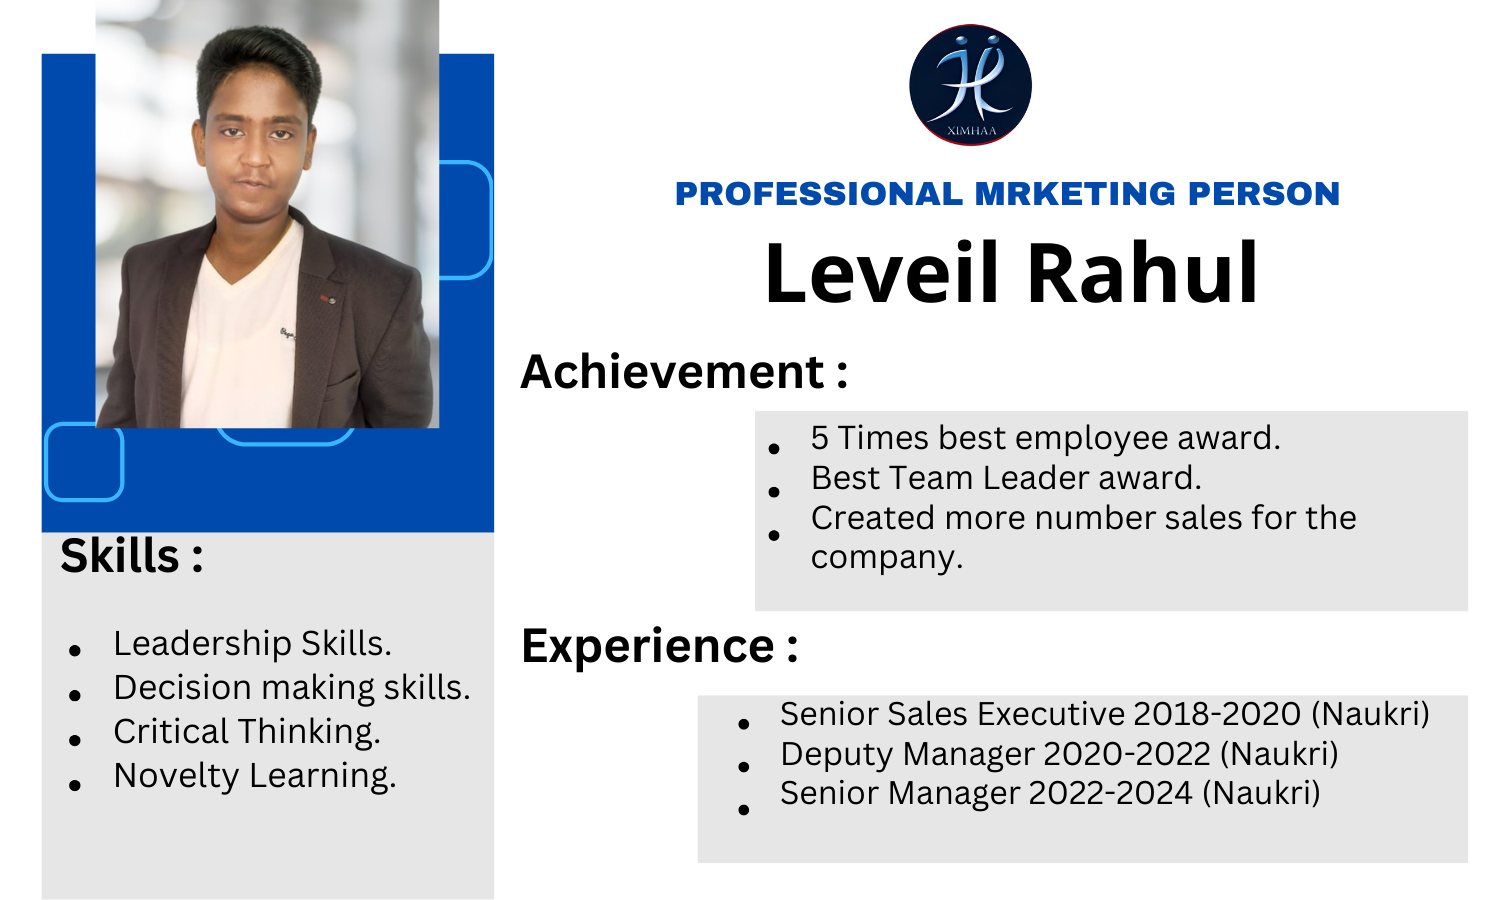 XIMHAA
PROFESSIONAL MRKETING PERSON
Leveil Rahul
Achievement :
5 Times best employee award.
Best Team Leader award.
Created more number sales for the
company.
Skills :
Leadership Skills.
Decision making skills.
Critical Thinking.
Novelty Learning.
Experience :
Senior Sales Executive 2018-2020 (Naukri)
Deputy Manager 2020-2022 (Naukri)
Senior Manager 2022-2024 (Naukri)